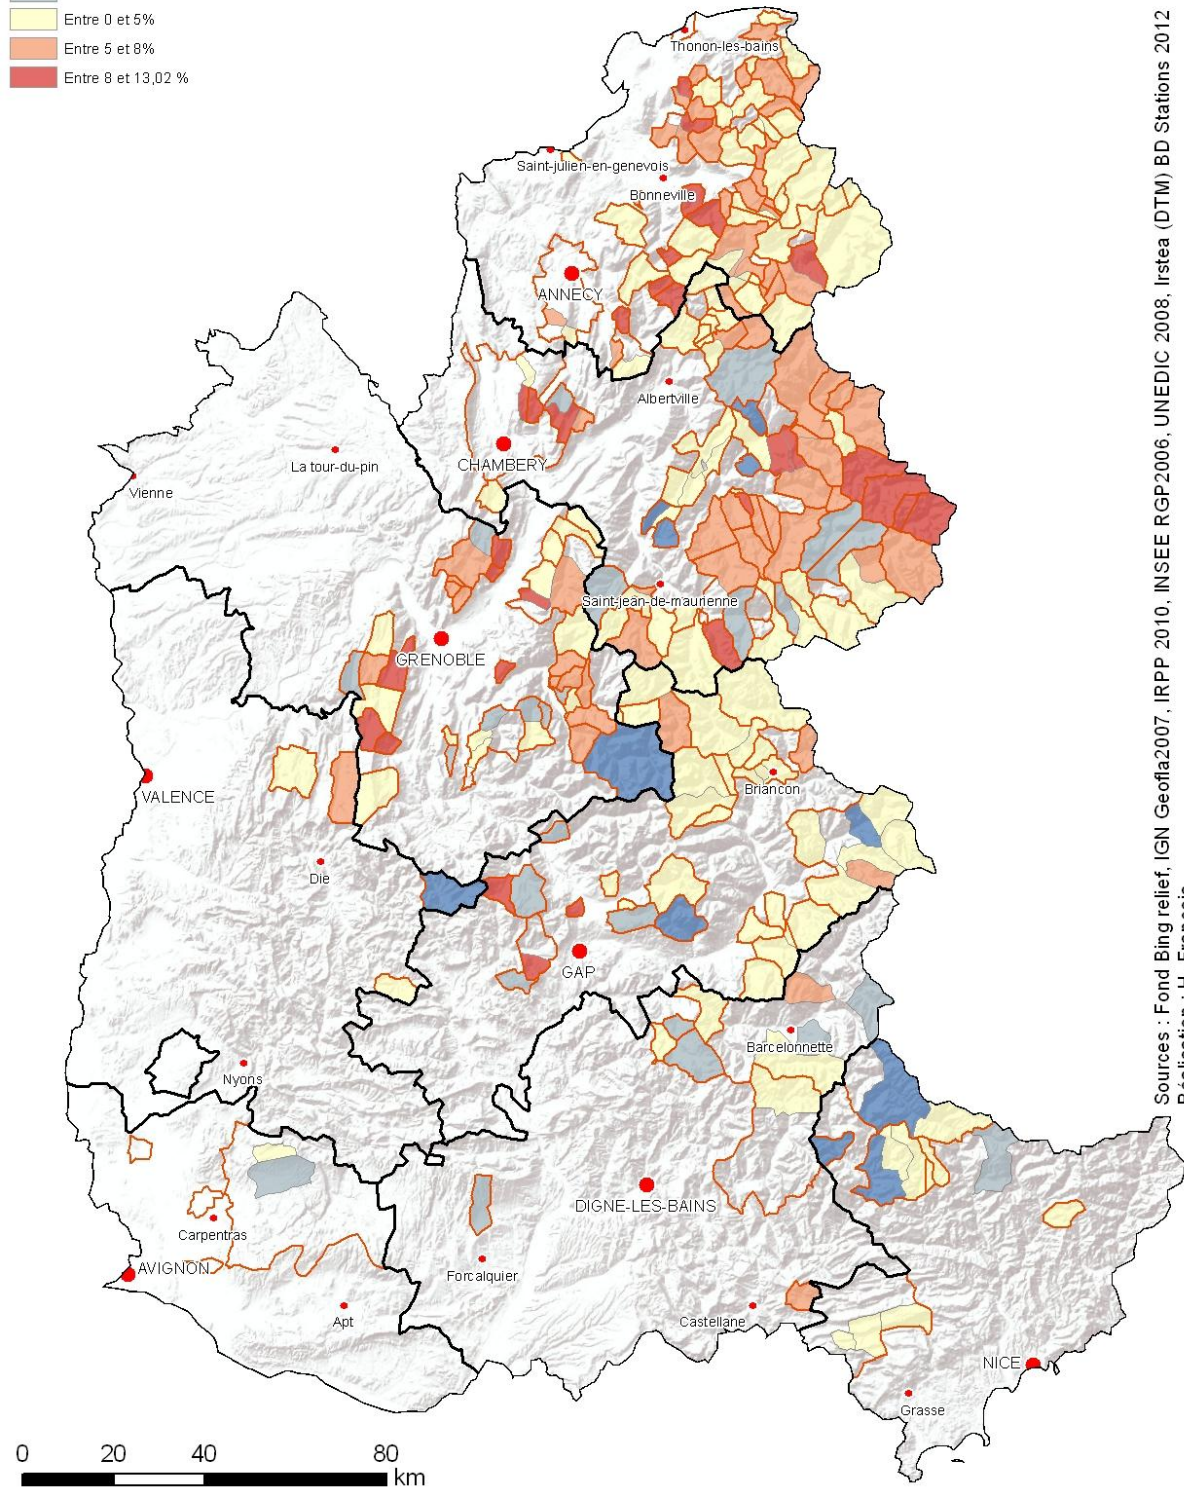 Entre 0 et 5%
Entre 5 et 8%
Entre 8 et 13,02 %
Thonon-les-bains
Saint-julien-en-genevois
Bonneville
ANNECY
Albertville
CHAMBERY
La tour-du-pin
Vienne
Saint-jean-de-maurienne
GRENOBLE
VALENCE
Briancon
Die
GAP
Barcelonnette
Nyons
DIGNE-LES-BAINS
Carpentras
AVIGNON
Forcalquier
Apt
Castellane
NICE
Grasse
0 20 40 80
km
Sources : Fond Bing relief, IGN Geofla2007, IRPP 2010, INSEE RGP2006, UNEDIC 2008, Irstea (DTM) BD Stations 2012